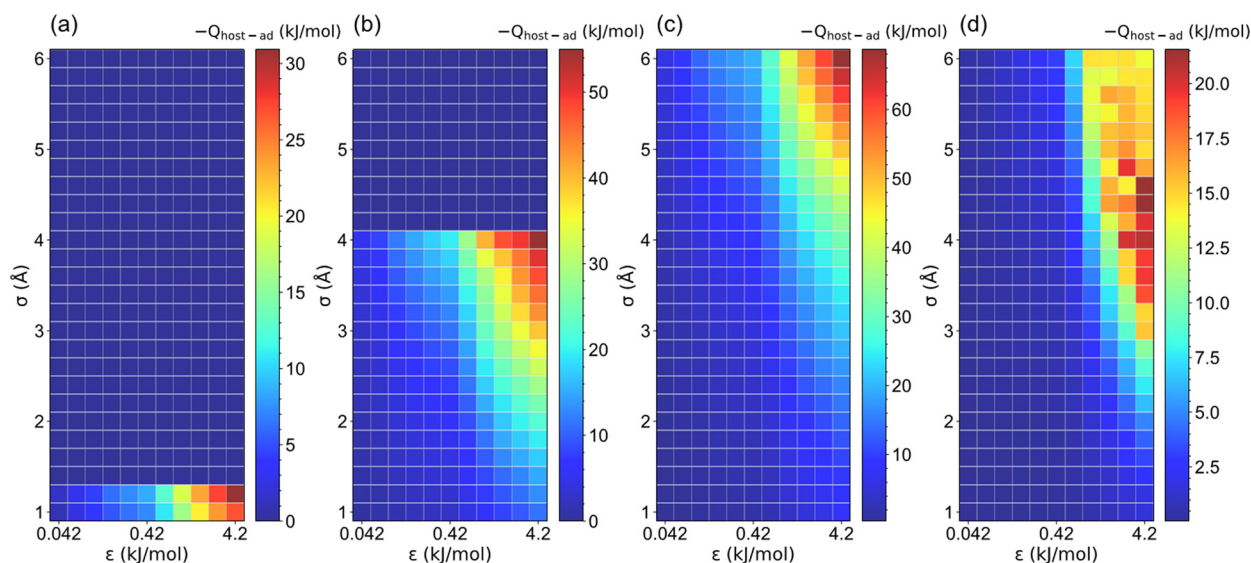 (a)
−Q_host−ad (kJ/mol)
(b)
−Q_host−ad (kJ/mol)
(c)
−Q_host−ad (kJ/mol)
(d)
−Q_host−ad (kJ/mol)
σ (Å)
6
5
4
3
2
1
0.042 0.42 4.2
ε (kJ/mol)
30
25
20
15
10
5
0
σ (Å)
6
5
4
3
2
1
0.042 0.42 4.2
ε (kJ/mol)
50
40
30
20
10
0
σ (Å)
6
5
4
3
2
1
0.042 0.42 4.2
ε (kJ/mol)
60
50
40
30
20
10
σ (Å)
6
5
4
3
2
1
0.042 0.42 4.2
ε (kJ/mol)
20.0
17.5
15.0
12.5
10.0
7.5
5.0
2.5